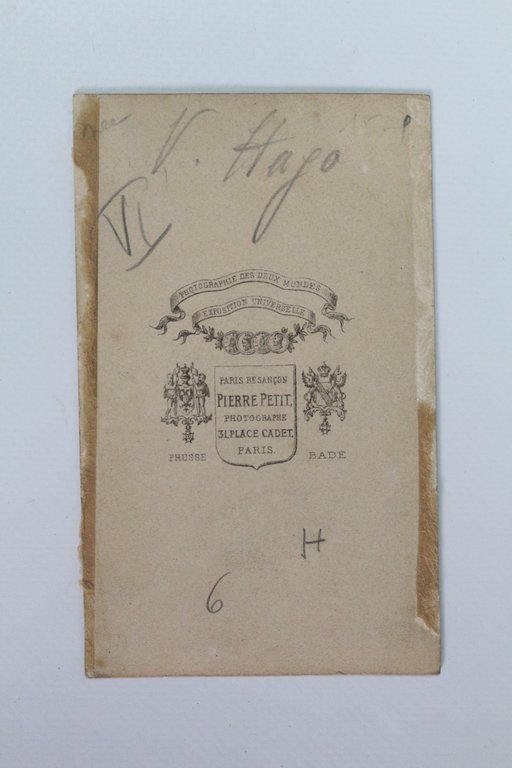 V. Hugo
VI
PHOTOGRAPHIE DES DEUX MONDES
EXPOSITION UNIVERSELLE
PARIS BESANÇON
PIERRE PETIT,
PHOTOGRAPHE
31, PLACE CADET,
PARIS.
PRUSSE BADE
H
6